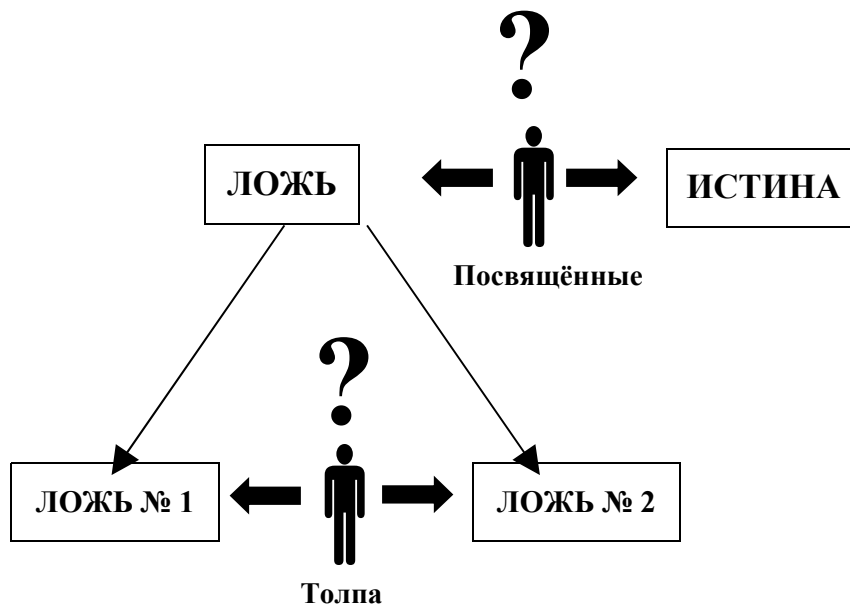 ?
ЛОЖЬ
ИСТИНА
Посвящённые
?
ЛОЖЬ № 1
ЛОЖЬ № 2
Толпа